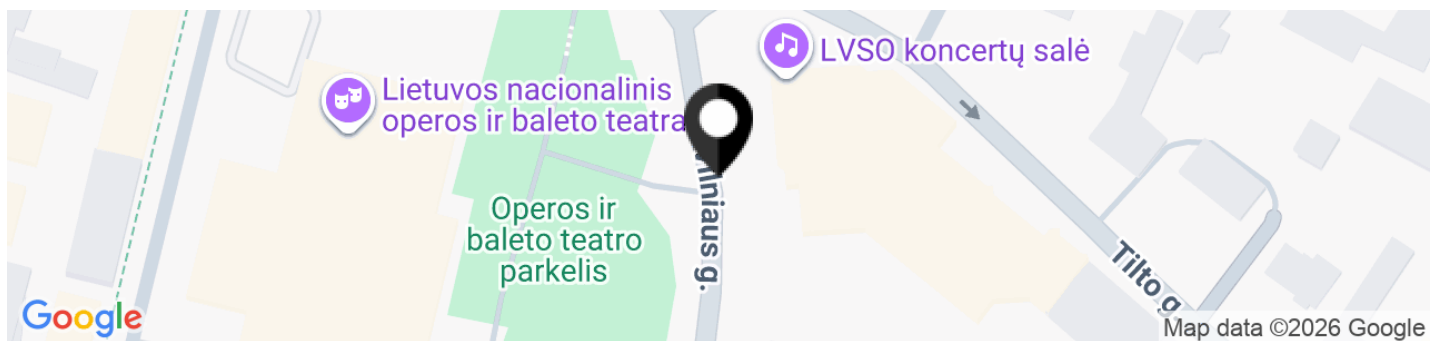 LVSO koncertų salė
Lietuvos nacionalinis
operos ir baleto teatra
Operos ir
baleto teatro
parkelis
g.
Tilto g.
Google
Map data ©2026 Google